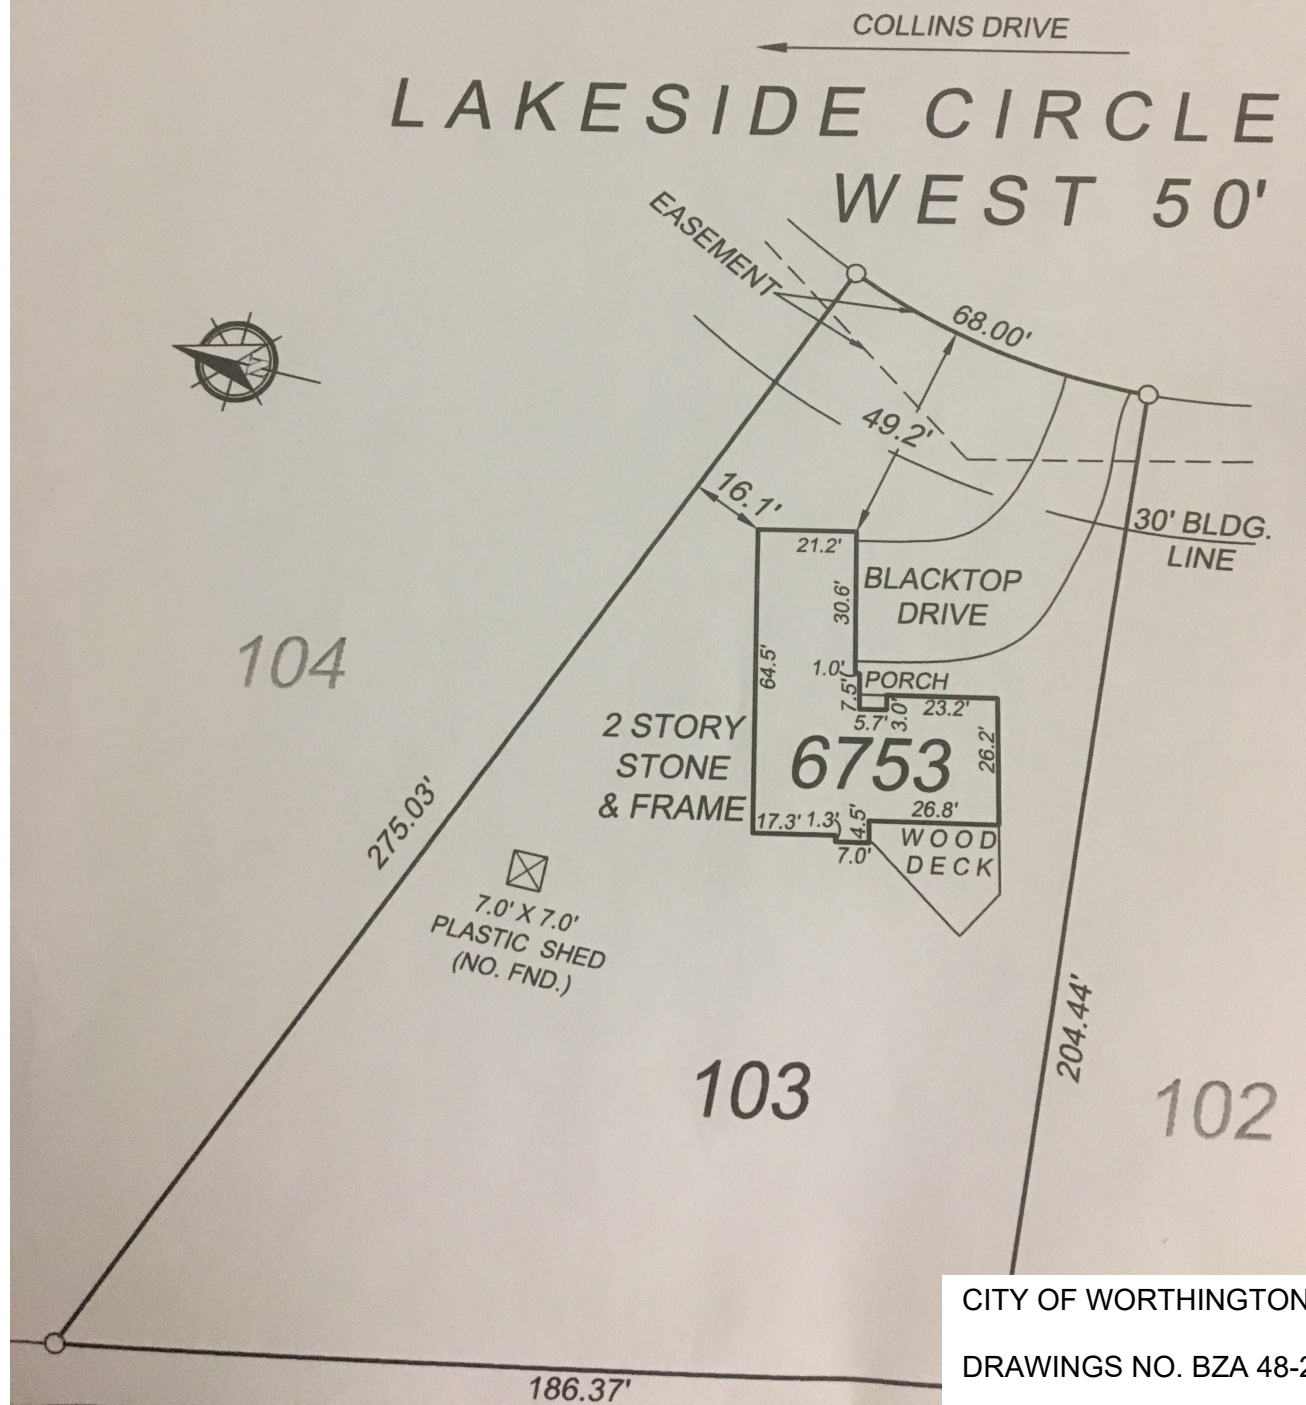 COLLINS DRIVE
LAKESIDE CIRCLE
WEST 50'
EASEMENT
68.00'
49.2'
16.1'
30' BLDG.
LINE
21.2'
30.6'
BLACKTOP
DRIVE
104
64.5'
1.0'
7.5'
PORCH
5.7'
3.0'
23.2'
26.2'
2 STORY
STONE
& FRAME
6753
17.3' 1.3'
4.5'
26.8'
7.0'
WOOD
DECK
275.03'
7.0' X 7.0'
PLASTIC SHED
(NO. FND.)
204.44'
103
102
186.37'
CITY OF WORTHINGTON
DRAWINGS NO. BZA 48-2